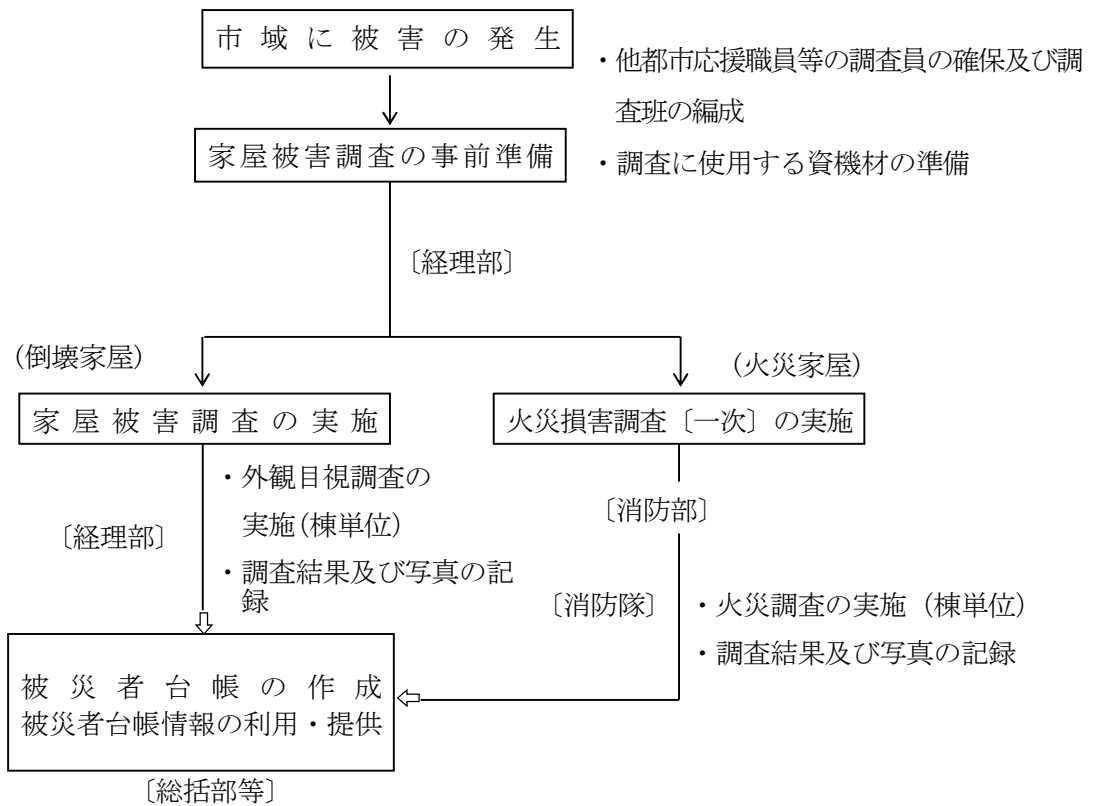 市域に被害の発生
・他都市応援職員等の調査員の確保及び調
査班の編成
家屋被害調査の事前準備
・調査に使用する資機材の準備
〔経理部〕
(倒壊家屋)
(火災家屋)
家屋被害調査の実施
火災損害調査〔一次〕の実施
・外観目視調査の
実施(棟単位)
〔経理部〕
・調査結果及び写真の記
録
〔消防部〕
〔消防隊〕
・火災調査の実施(棟単位)
・調査結果及び写真の記録
被災者台帳の作成
被災者台帳情報の利用・提供
〔総括部等〕